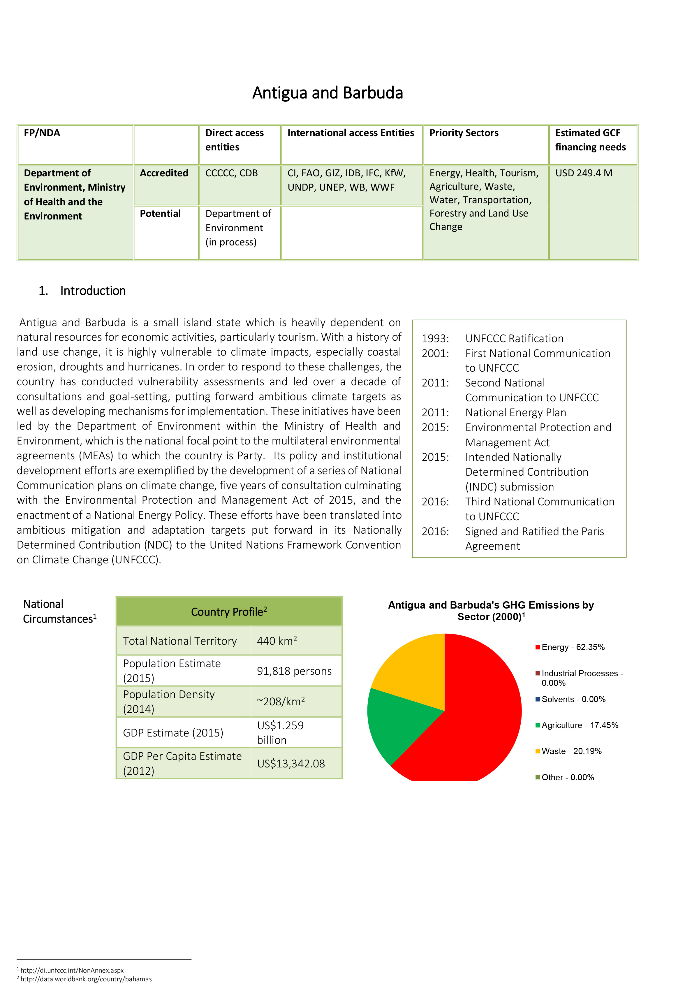 Antigua and Barbuda
FP/NDA
Direct access
entities
International access Entities
Priority Sectors
Estimated GCF
financing needs
Department of
Environment, Ministry
of Health and the
Environment
Accredited
CCCCC, CDB
CI, FAO, GIZ, IDB, IFC, KfW,
UNDP, UNEP, WB, WWF
Energy, Health, Tourism,
Agriculture, Waste,
Water, Transportation,
Forestry and Land Use
Change
USD 249.4 M
Potential
Department of
Environment
(in process)
1. Introduction
Antigua and Barbuda is a small island state which is heavily dependent on
natural resources for economic activities, particularly tourism. With a history of
land use change, it is highly vulnerable to climate impacts, especially coastal
erosion, droughts and hurricanes. In order to respond to these challenges, the
country has conducted vulnerability assessments and led over a decade of
consultations and goal-setting, putting forward ambitious climate targets as
well as developing mechanisms for implementation. These initiatives have been
led by the Department of Environment within the Ministry of Health and
Environment, which is the national focal point to the multilateral environmental
agreements (MEAs) to which the country is Party. Its policy and institutional
development efforts are exemplified by the development of a series of National
Communication plans on climate change, five years of consultation culminating
with the Environmental Protection and Management Act of 2015, and the
enactment of a National Energy Policy. These efforts have been translated into
ambitious mitigation and adaptation targets put forward in its Nationally
Determined Contribution (NDC) to the United Nations Framework Convention
on Climate Change (UNFCCC).
1993: UNFCCC Ratification
2001: First National Communication
to UNFCCC
2011: Second National
Communication to UNFCCC
2011: National Energy Plan
2015: Environmental Protection and
Management Act
2015: Intended Nationally
Determined Contribution
(INDC) submission
2016: Third National Communication
to UNFCCC
2016: Signed and Ratified the Paris
Agreement
National
Circumstances¹
Country Profile²
Total National Territory 440 km²
Population Estimate
(2015)
91,818 persons
Population Density
(2014)
~208/km²
GDP Estimate (2015)
US$1.259
billion
GDP Per Capita Estimate
(2012)
US$13,342.08
Antigua and Barbuda's GHG Emissions by
Sector (2000)¹
Energy - 62.35%
Industrial Processes -
0.00%
Solvents - 0.00%
Agriculture - 17.45%
Waste - 20.19%
Other - 0.00%
¹ http://di.unfccc.int/NonAnnex.aspx
² http://data.worldbank.org/country/bahamas